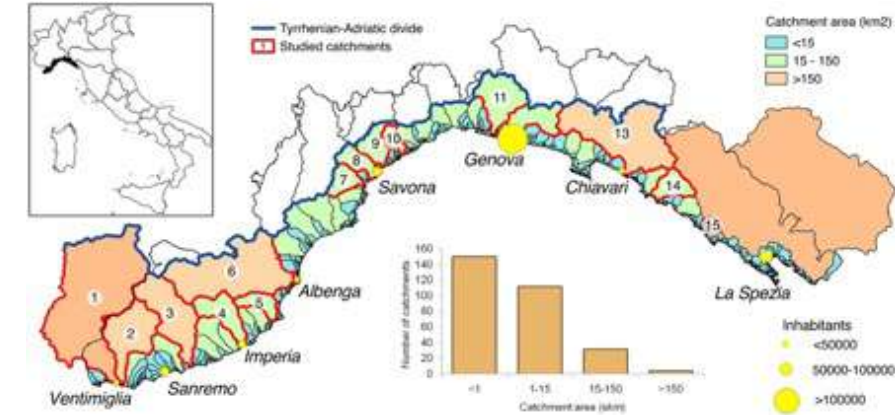 Tyrrhenian-Adriatic divide
1 Studied catchments
Catchment area (km2)
<15
15 - 150
>150
11
13
9
10
8
7
Genova
Savona
Chiavari
14
15
6
1
2
3
4
5
Albenga
La Spezia
Imperia
Sanremo
Ventimiglia
Number of catchments
160
140
120
100
80
60
40
20
0
<1
1-15
15-150
>150
Catchment area (skm)
Inhabitants
<50000
50000-100000
>100000